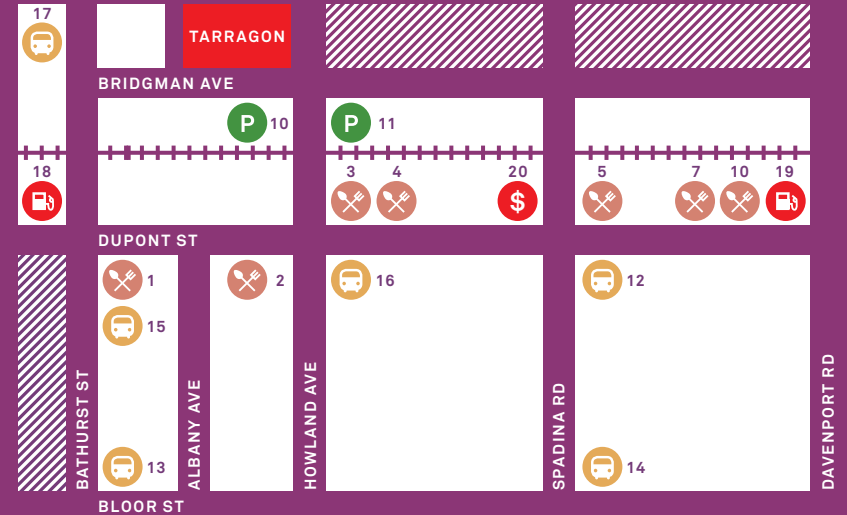 17
TARRAGON
BRIDGMAN AVE
P 10
P 11
18
3
4
20
5
7
10
19
$
DUPONT ST
1
2
16
12
15
BATHURST ST
ALBANY AVE
HOWLAND AVE
SPADINA RD
DAVENPORT RD
13
14
BLOOR ST